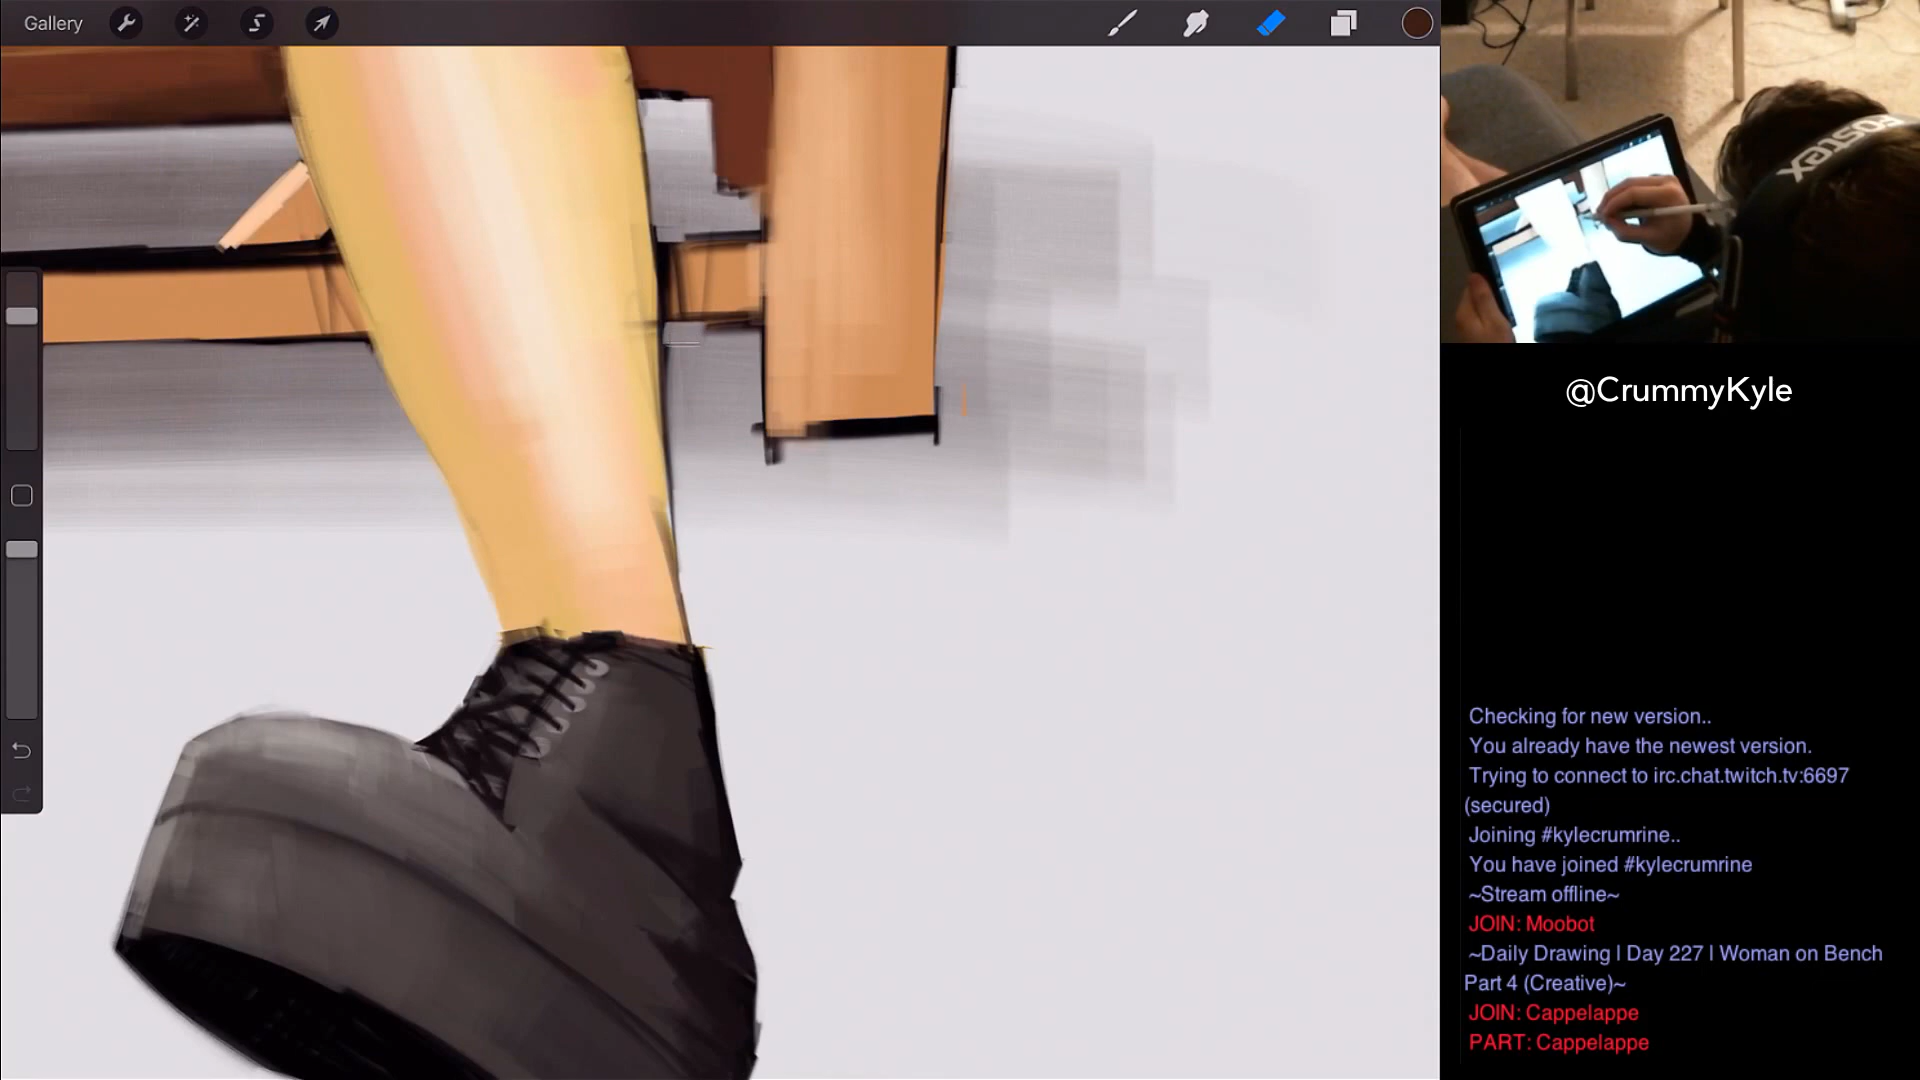 Gallery
FOSTEX
@CrummyKyle
Checking for new version..
You already have the newest version.
Trying to connect to irc.chat.twitch.tv:6697
(secured)
Joining #kylecrumrine..
You have joined #kylecrumrine
~Stream offline~
JOIN: Moobot
~Daily Drawing | Day 227 | Woman on Bench
Part 4 (Creative)~
JOIN: Cappelappe
PART: Cappelappe